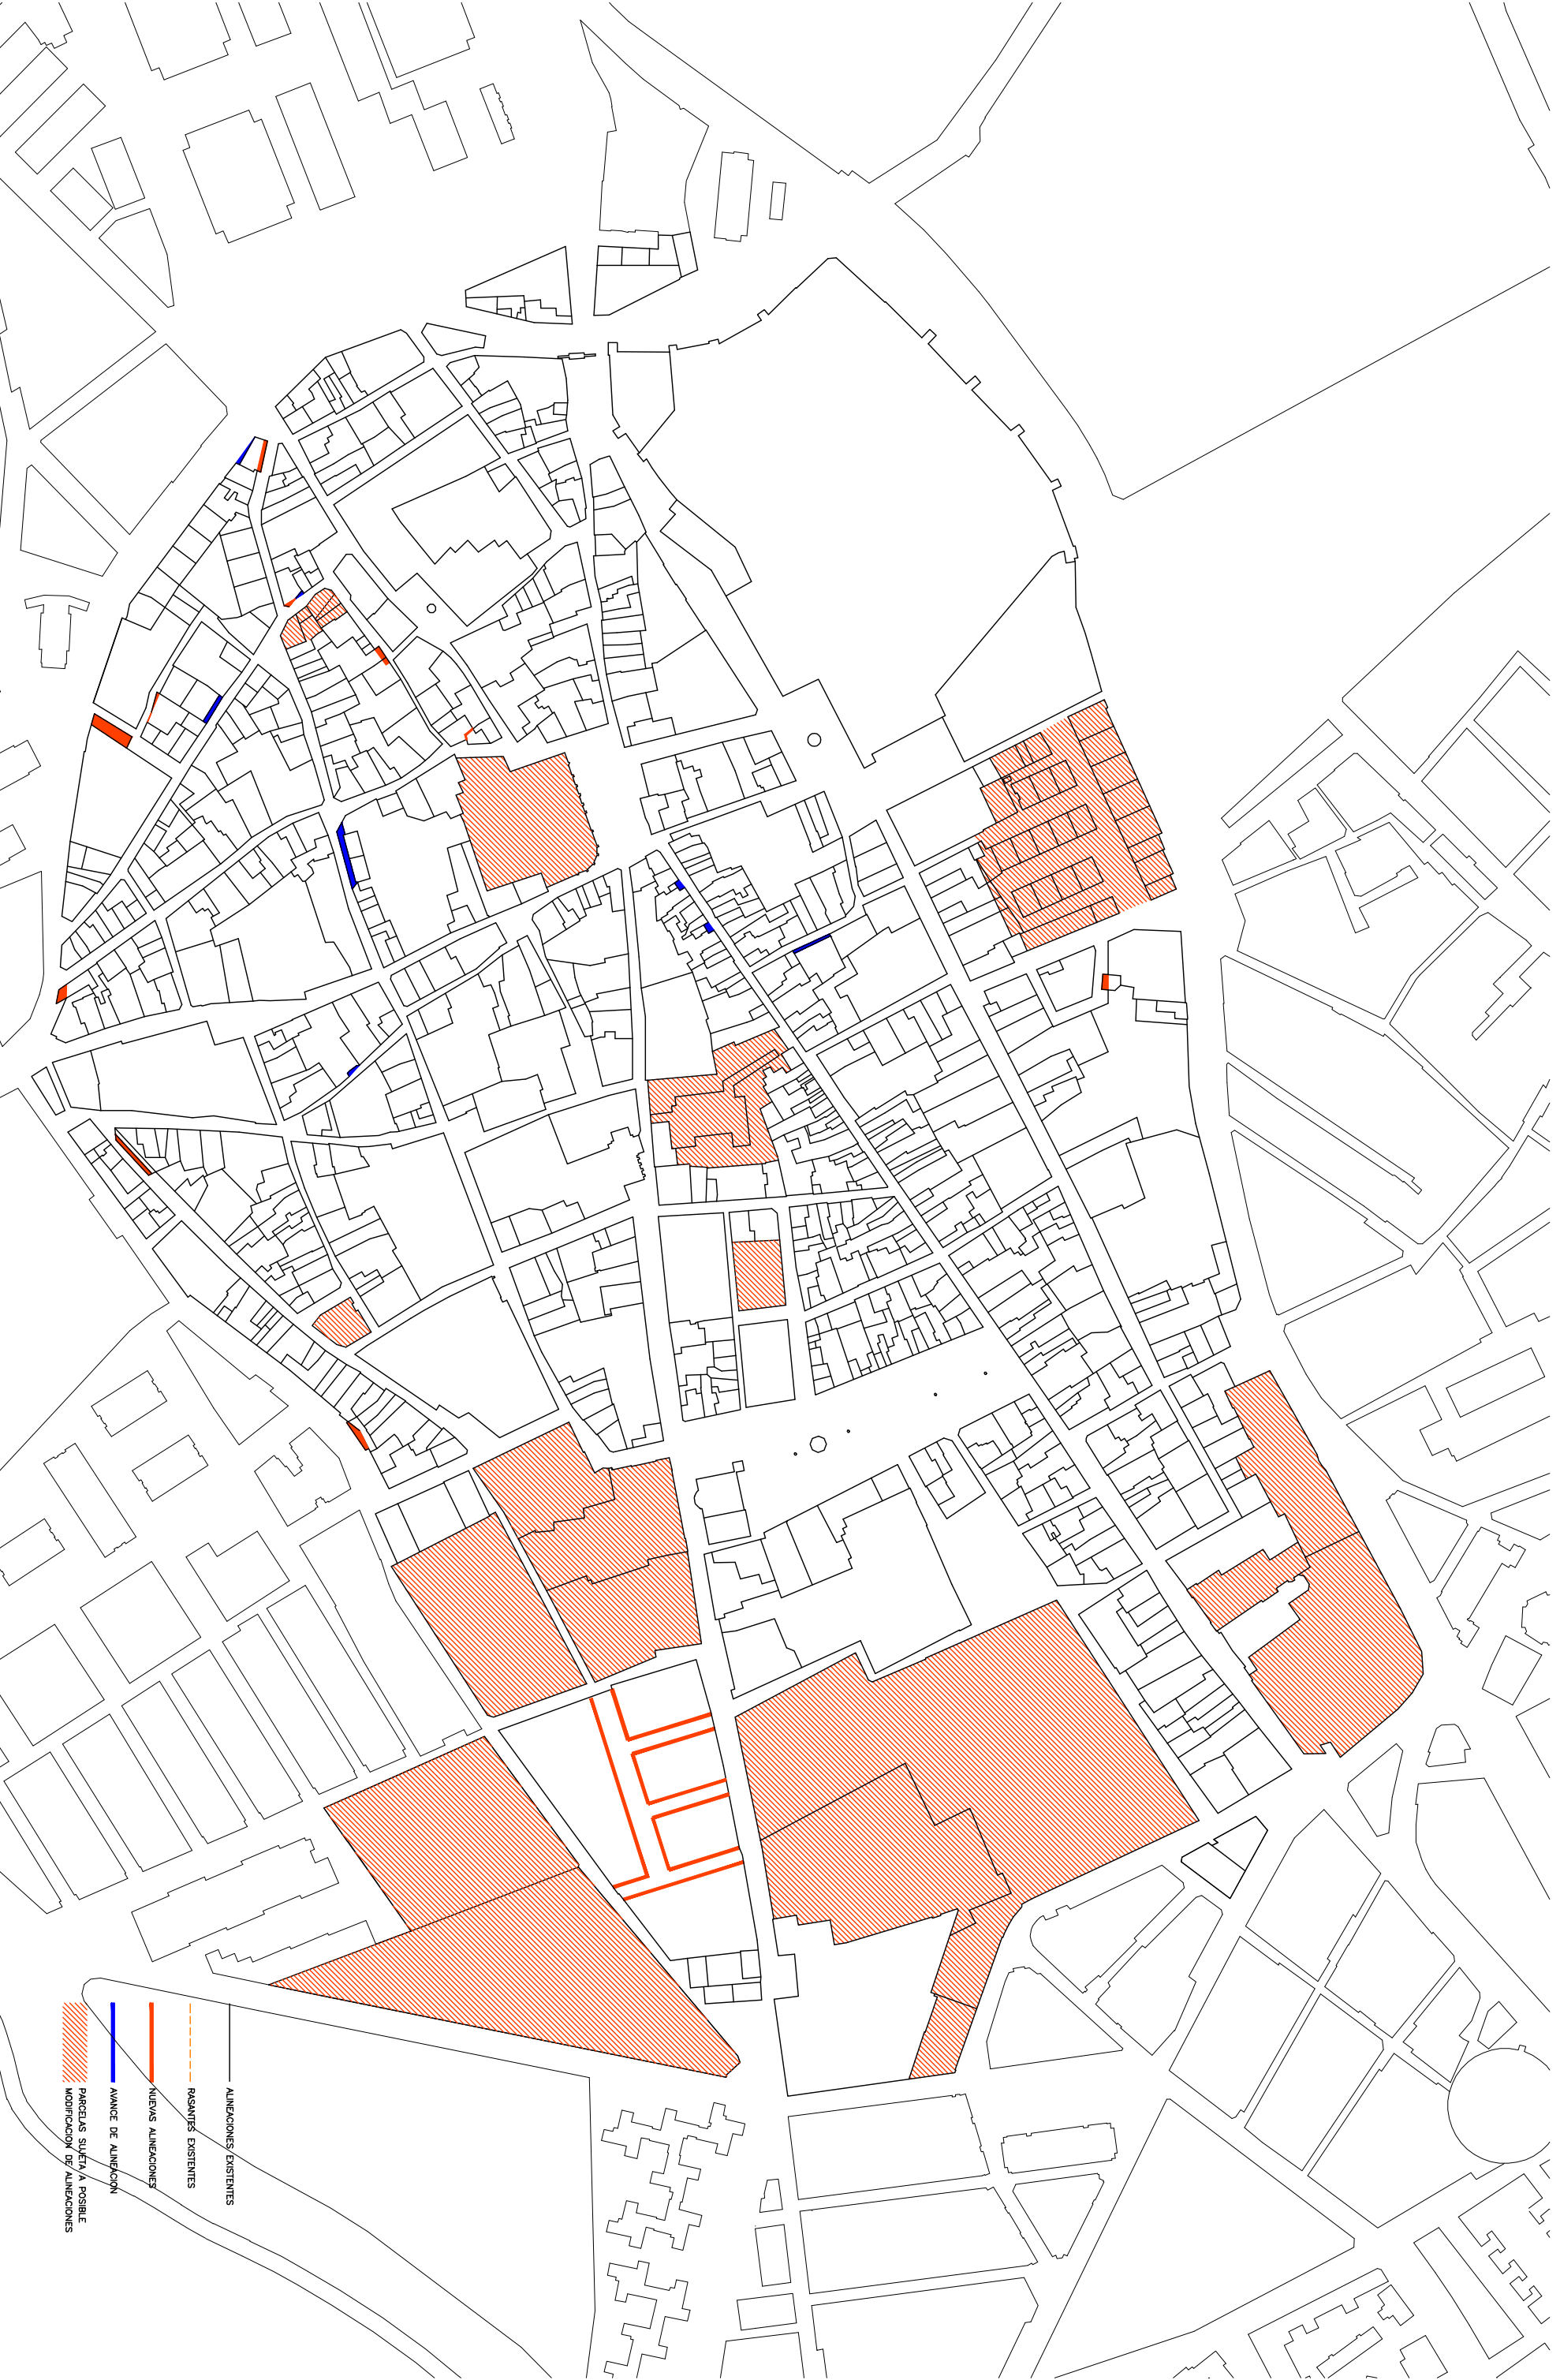 ALINEACIONES EXISTENTES
RASANTES EXISTENTES
NUEVAS ALINEACIONES
AVANCE DE ALINEACION
PARCELAS SUJETA A POSIBLE
MODIFICACION DE ALINEACIONES